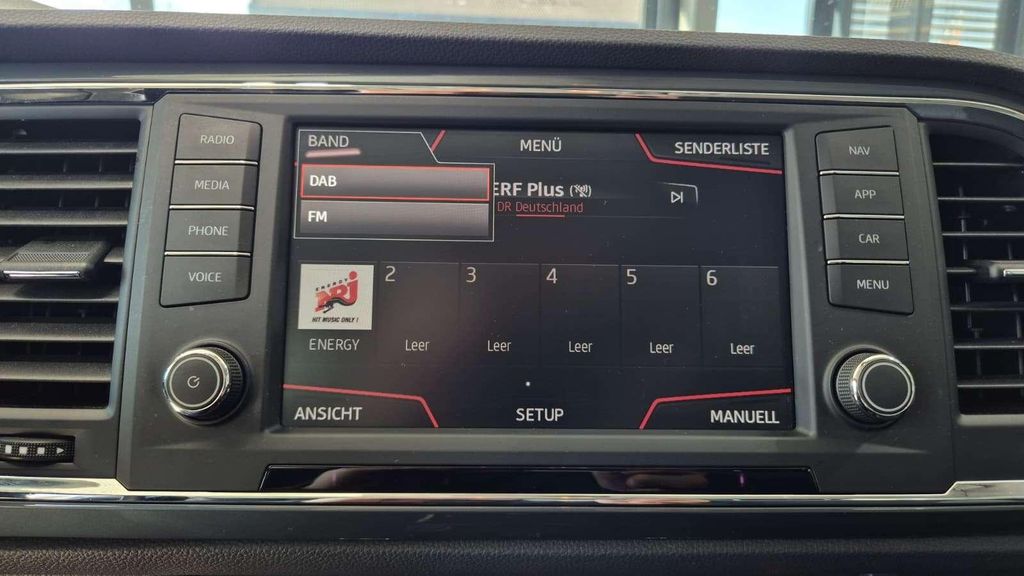 RADIO
MEDIA
PHONE
VOICE
BAND
MENÜ
SENDERLISTE
DAB
FM
ERF Plus
DR Deutschland
2
3
4
5
6
ENERGY
NRJ
HIT MUSIC ONLY !
ENERGY
Leer
Leer
Leer
Leer
Leer
ANSICHT
SETUP
MANUELL
NAV
APP
CAR
MENU